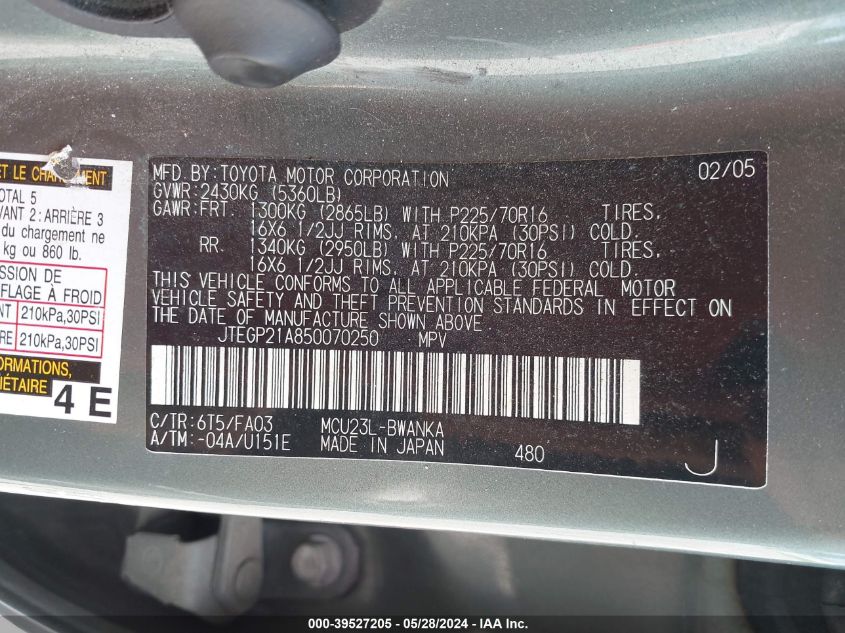 ET LE CHARGEMENT
TOTAL 5
VANT 2: ARRIÈRE 3
du chargement ne
kg ou 860 lb.
SSION DE
FLAGE À FROID
NT 210kPa,30PSI
RE 210kPa,30PSI
FORMATIONS,
RIÉTAIRE
4 E
MFD.BY:TOYOTA MOTOR CORPORATION 02/05
GVWR:2430KG (5360LB)
GAWR:FRT. 1300KG (2865LB) WITH P225/70R16 TIRES,
16X6 1/2JJ RIMS, AT 210KPA (30PSI) COLD.
RR. 1340KG (2950LB) WITH P225/70R16 TIRES,
16X6 1/2JJ RIMS, AT 210KPA (30PSI) COLD.
THIS VEHICLE CONFORMS TO ALL APPLICABLE FEDERAL MOTOR
VEHICLE SAFETY AND THEFT PREVENTION STANDARDS IN EFFECT ON
THE DATE OF MANUFACTURE SHOWN ABOVE
JTEGP21A850070250 MPV
C/TR:6T5/FA03 MCU23L-BWANKA
A/TM:-04A/U151E MADE IN JAPAN 480 J
000-39527205 - 05/28/2024 - IAA Inc.